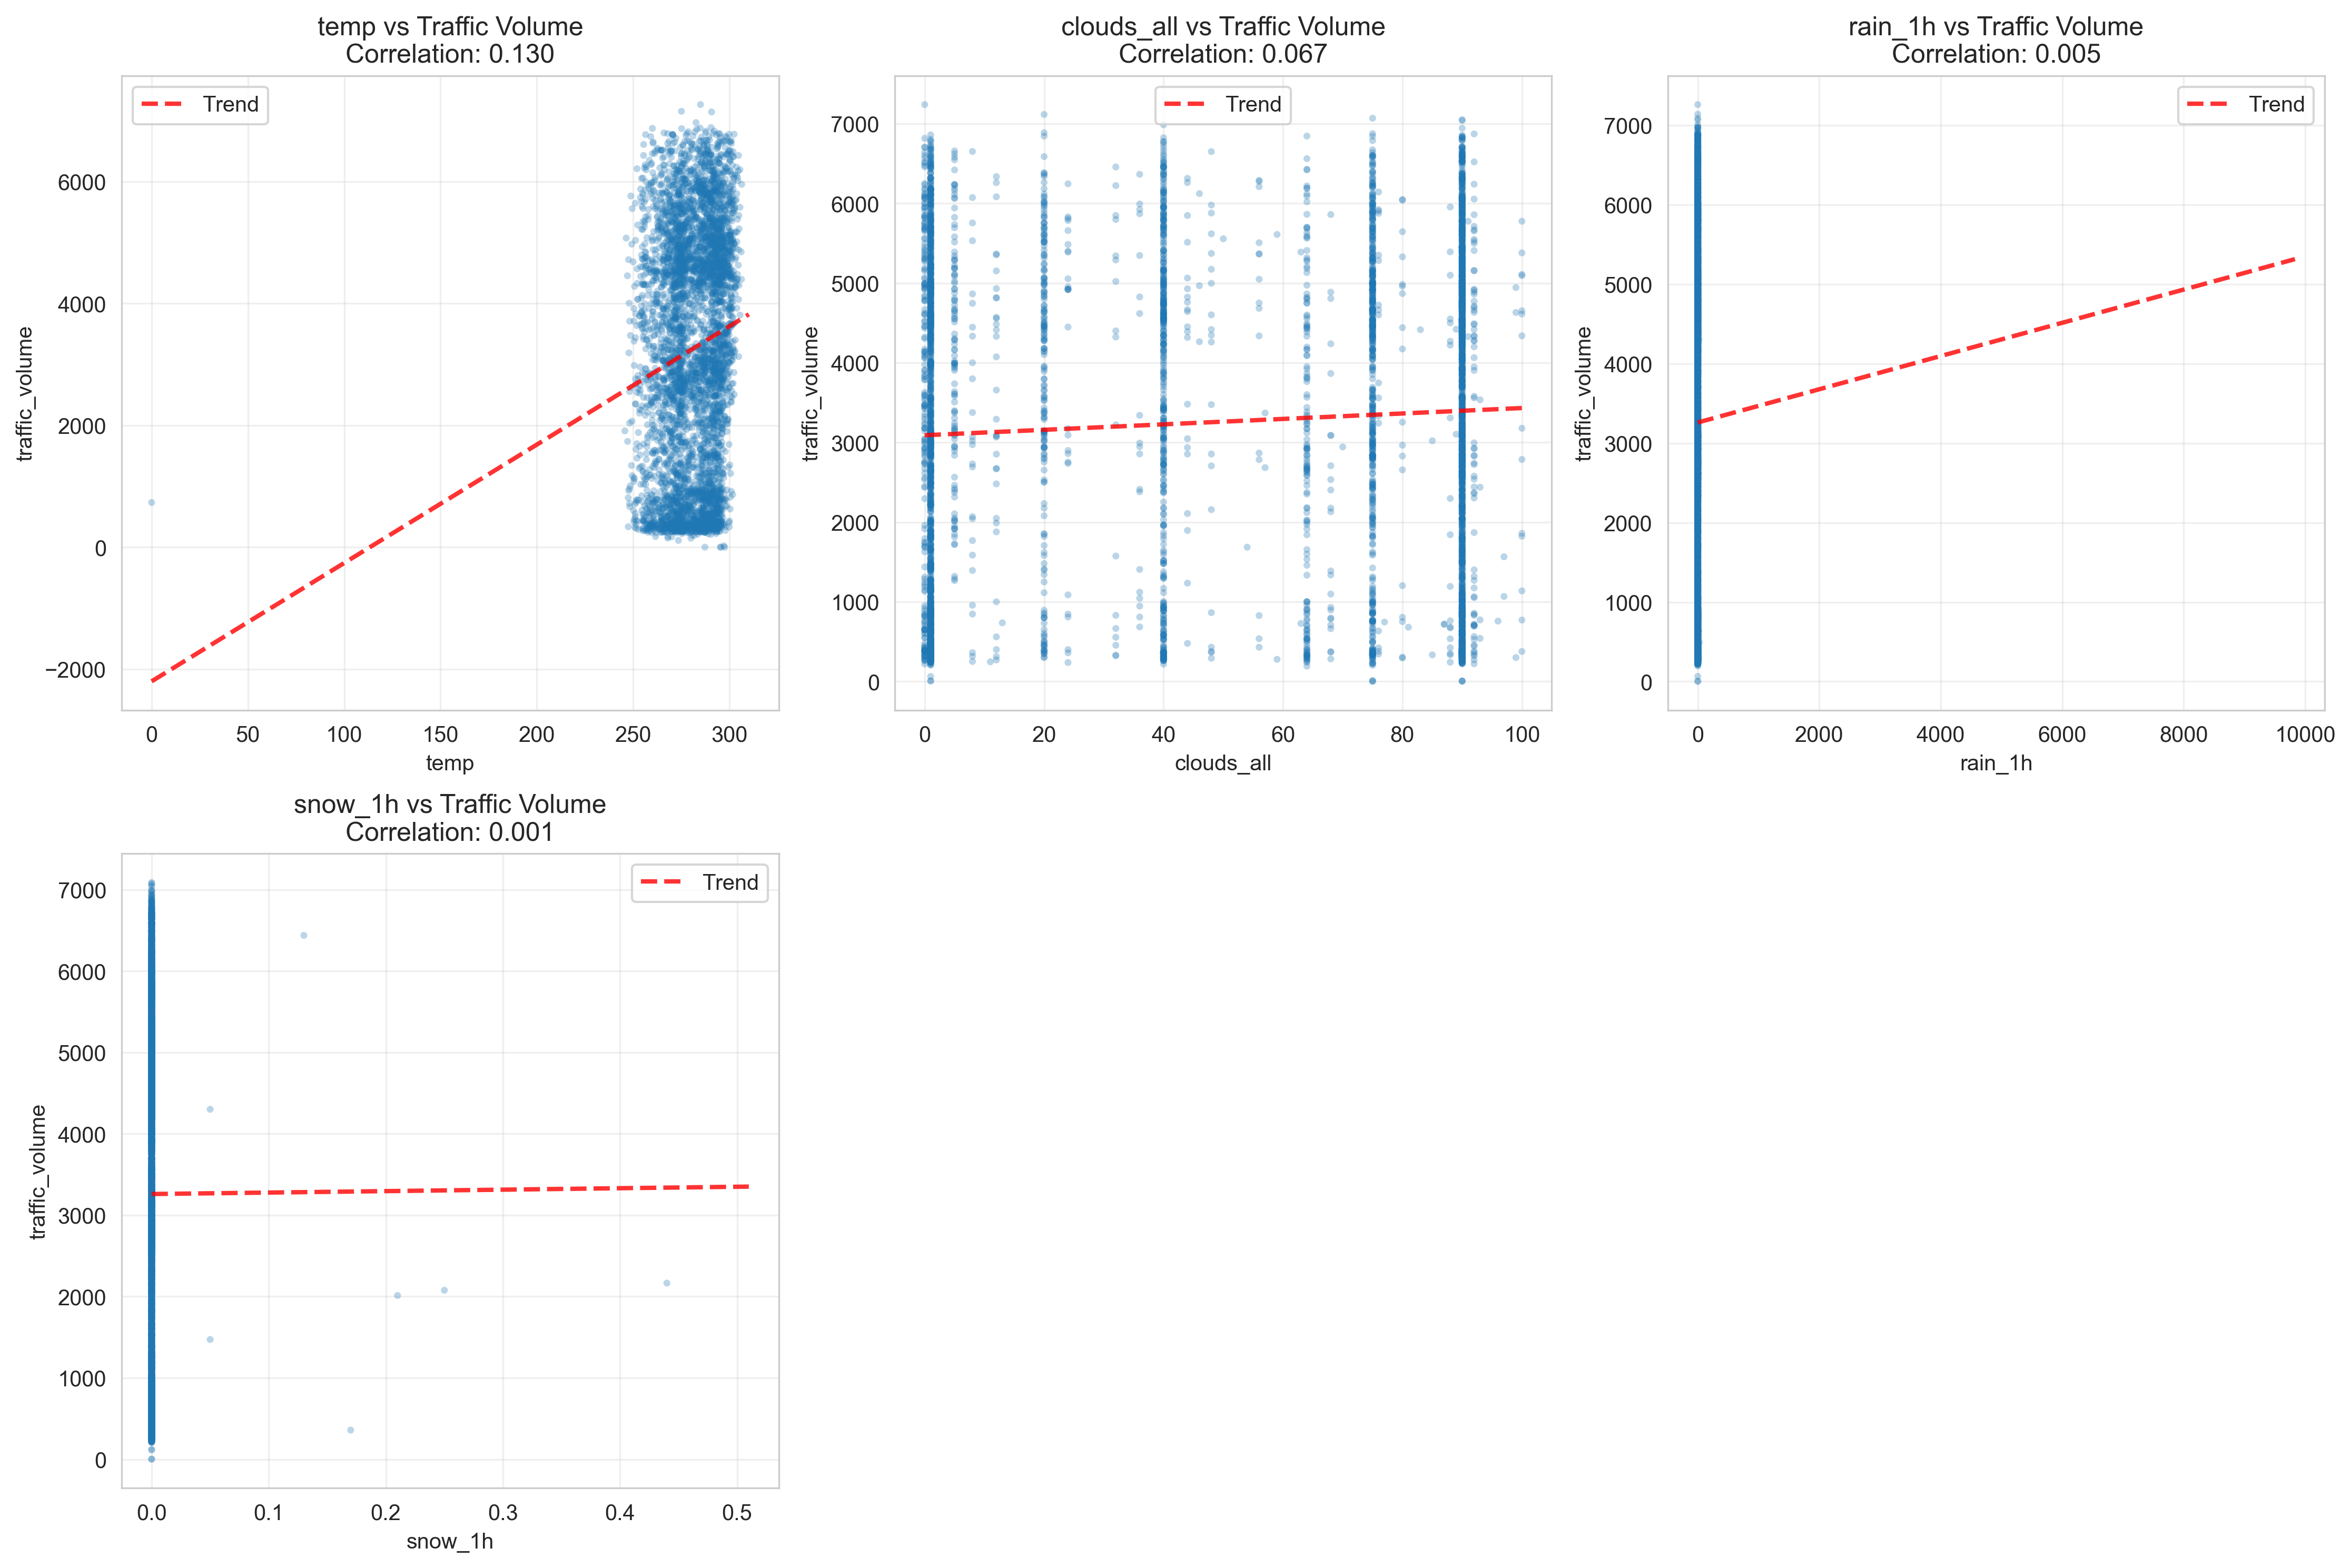 temp vs Traffic Volume
Correlation: 0.130
Trend
6000
4000
2000
0
−2000
traffic_volume
0 50 100 150 200 250 300
temp
clouds_all vs Traffic Volume
Correlation: 0.067
Trend
7000
6000
5000
4000
3000
2000
1000
0
traffic_volume
0 20 40 60 80 100
clouds_all
rain_1h vs Traffic Volume
Correlation: 0.005
Trend
7000
6000
5000
4000
3000
2000
1000
0
traffic_volume
0 2000 4000 6000 8000 10000
rain_1h
snow_1h vs Traffic Volume
Correlation: 0.001
Trend
7000
6000
5000
4000
3000
2000
1000
0
traffic_volume
0.0 0.1 0.2 0.3 0.4 0.5
snow_1h